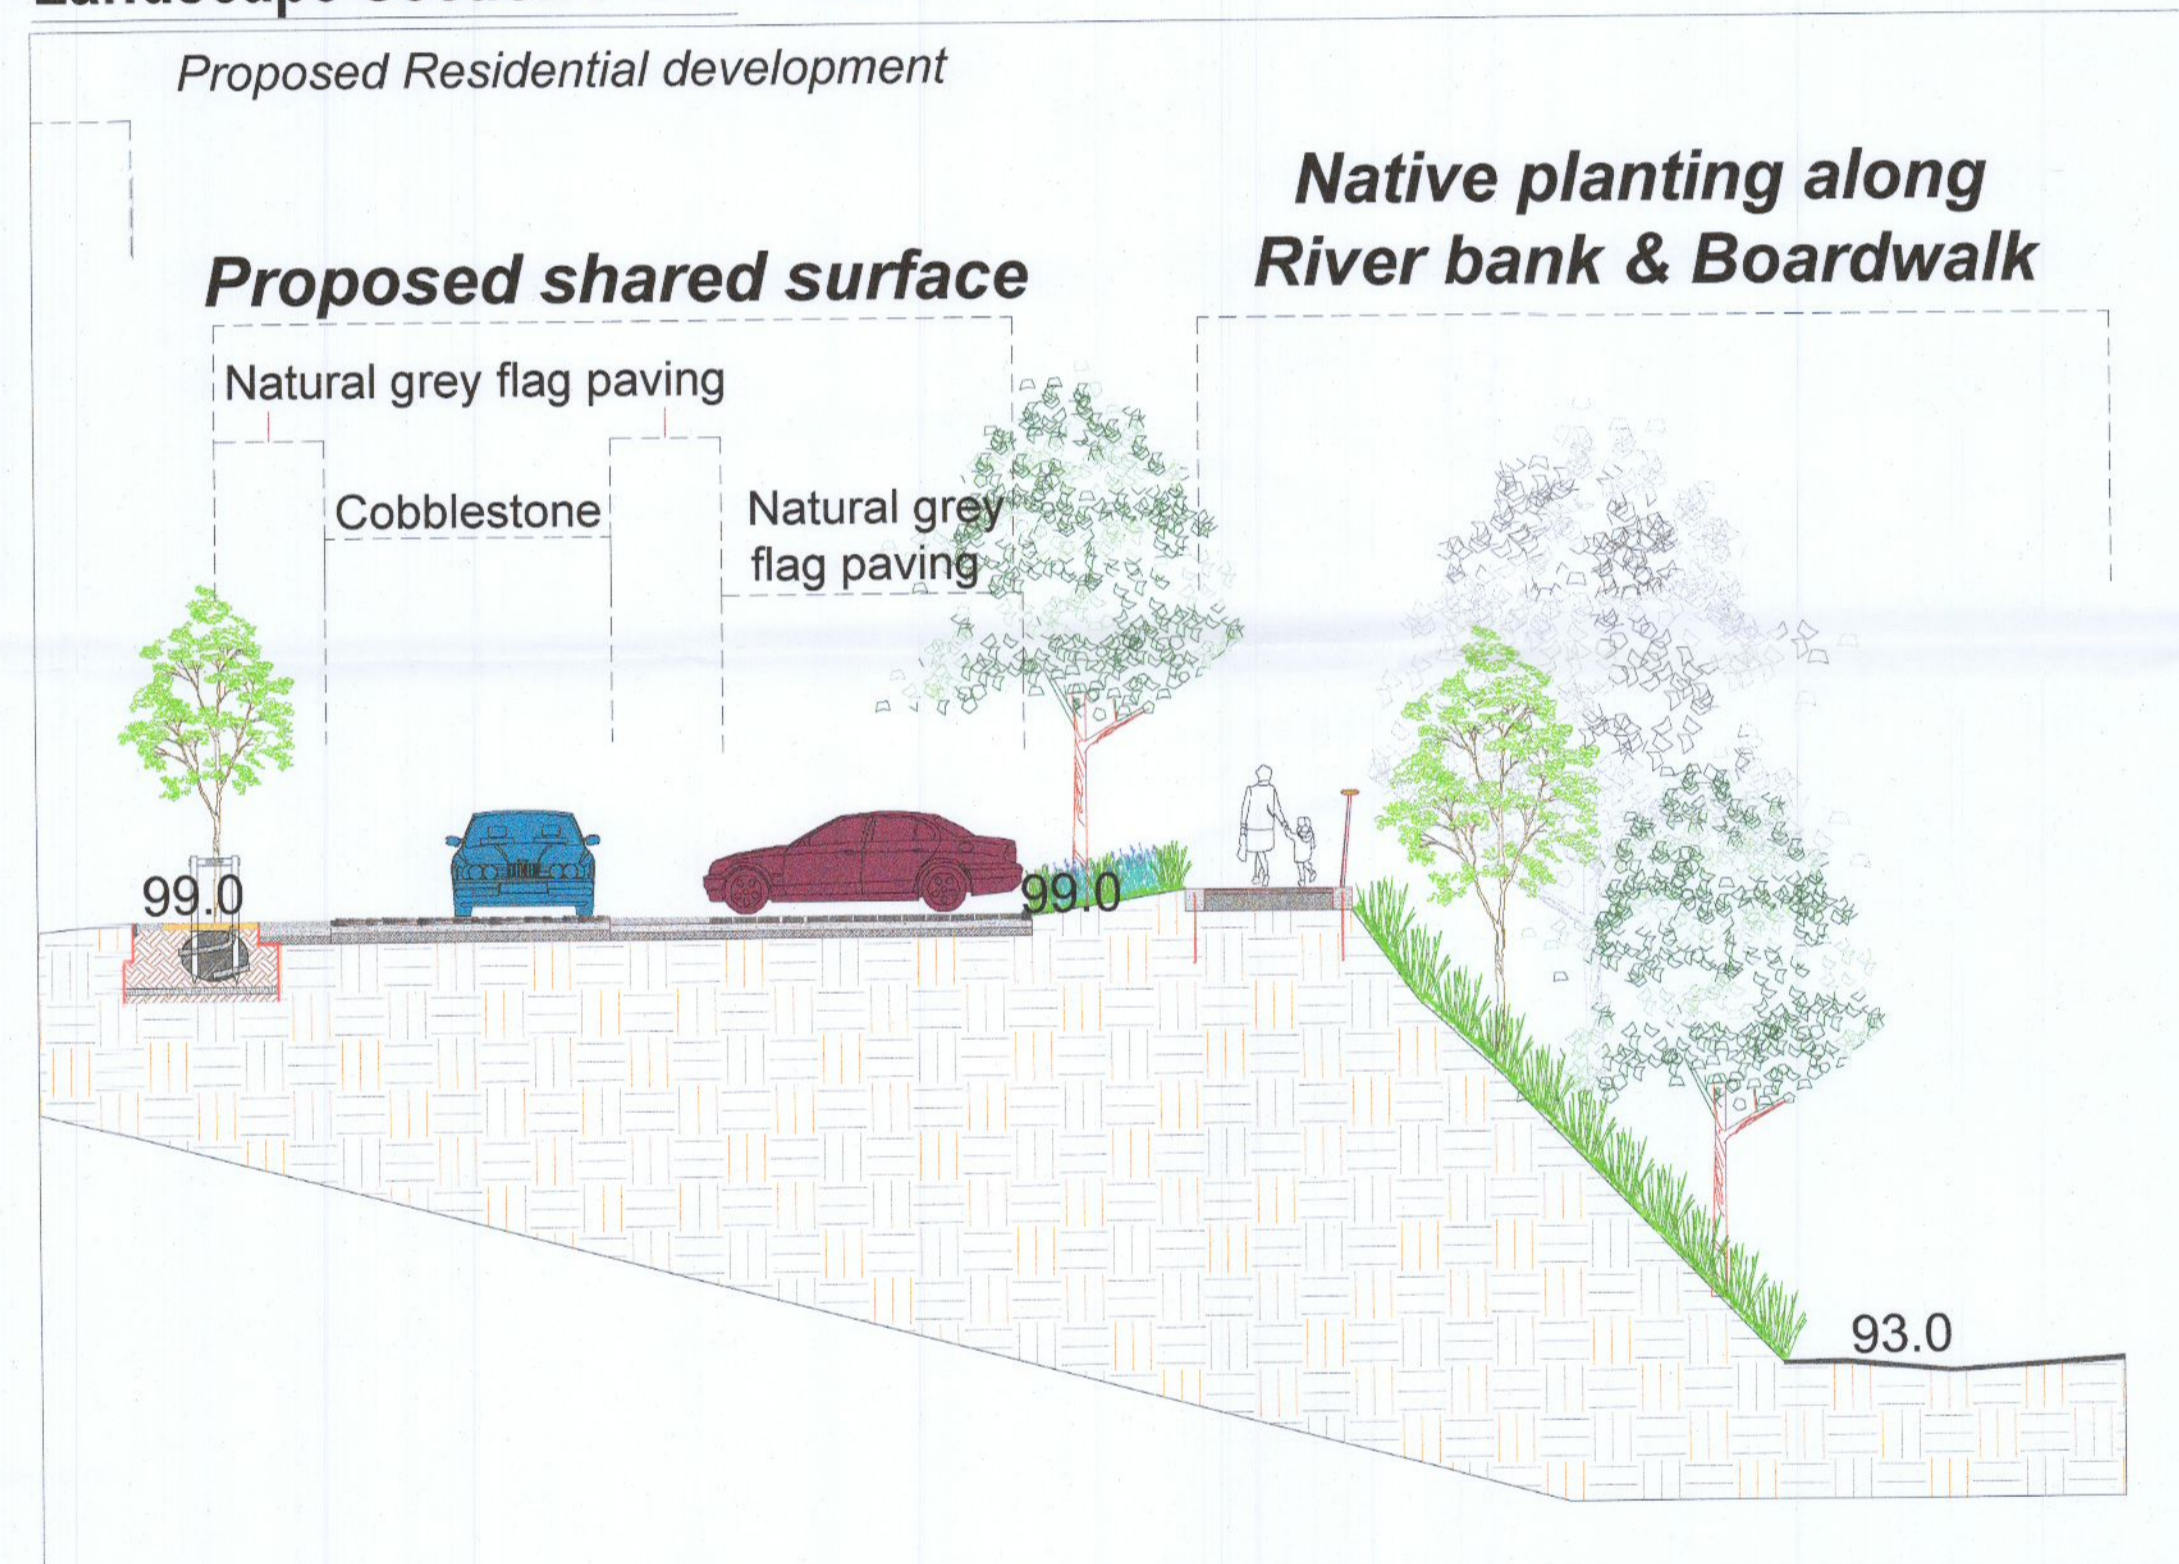 Proposed Residential development
Native planting along
River bank & Boardwalk
Proposed shared surface
Natural grey flag paving
Cobblestone
Natural grey
flag paving
99.0
99.0
93.0